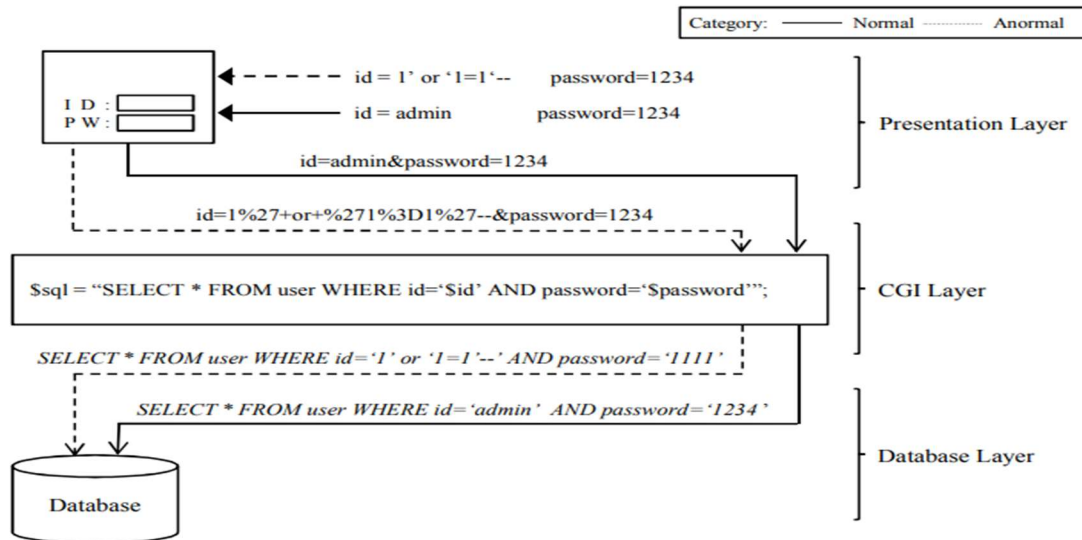 Category: Normal Anormal
id = 1’ or ‘1=1‘-- password=1234
I D :
P W :
id = admin password=1234
Presentation Layer
id=admin&password=1234
id=1%27+or+%271%3D1%27--&password=1234
$sql = “SELECT * FROM user WHERE id=‘$id’ AND password=‘$password’”;
CGI Layer
SELECT * FROM user WHERE id=‘1’ or ‘1=1’--’ AND password=‘1111’
SELECT * FROM user WHERE id=‘admin’ AND password=‘1234’
Database Layer
Database